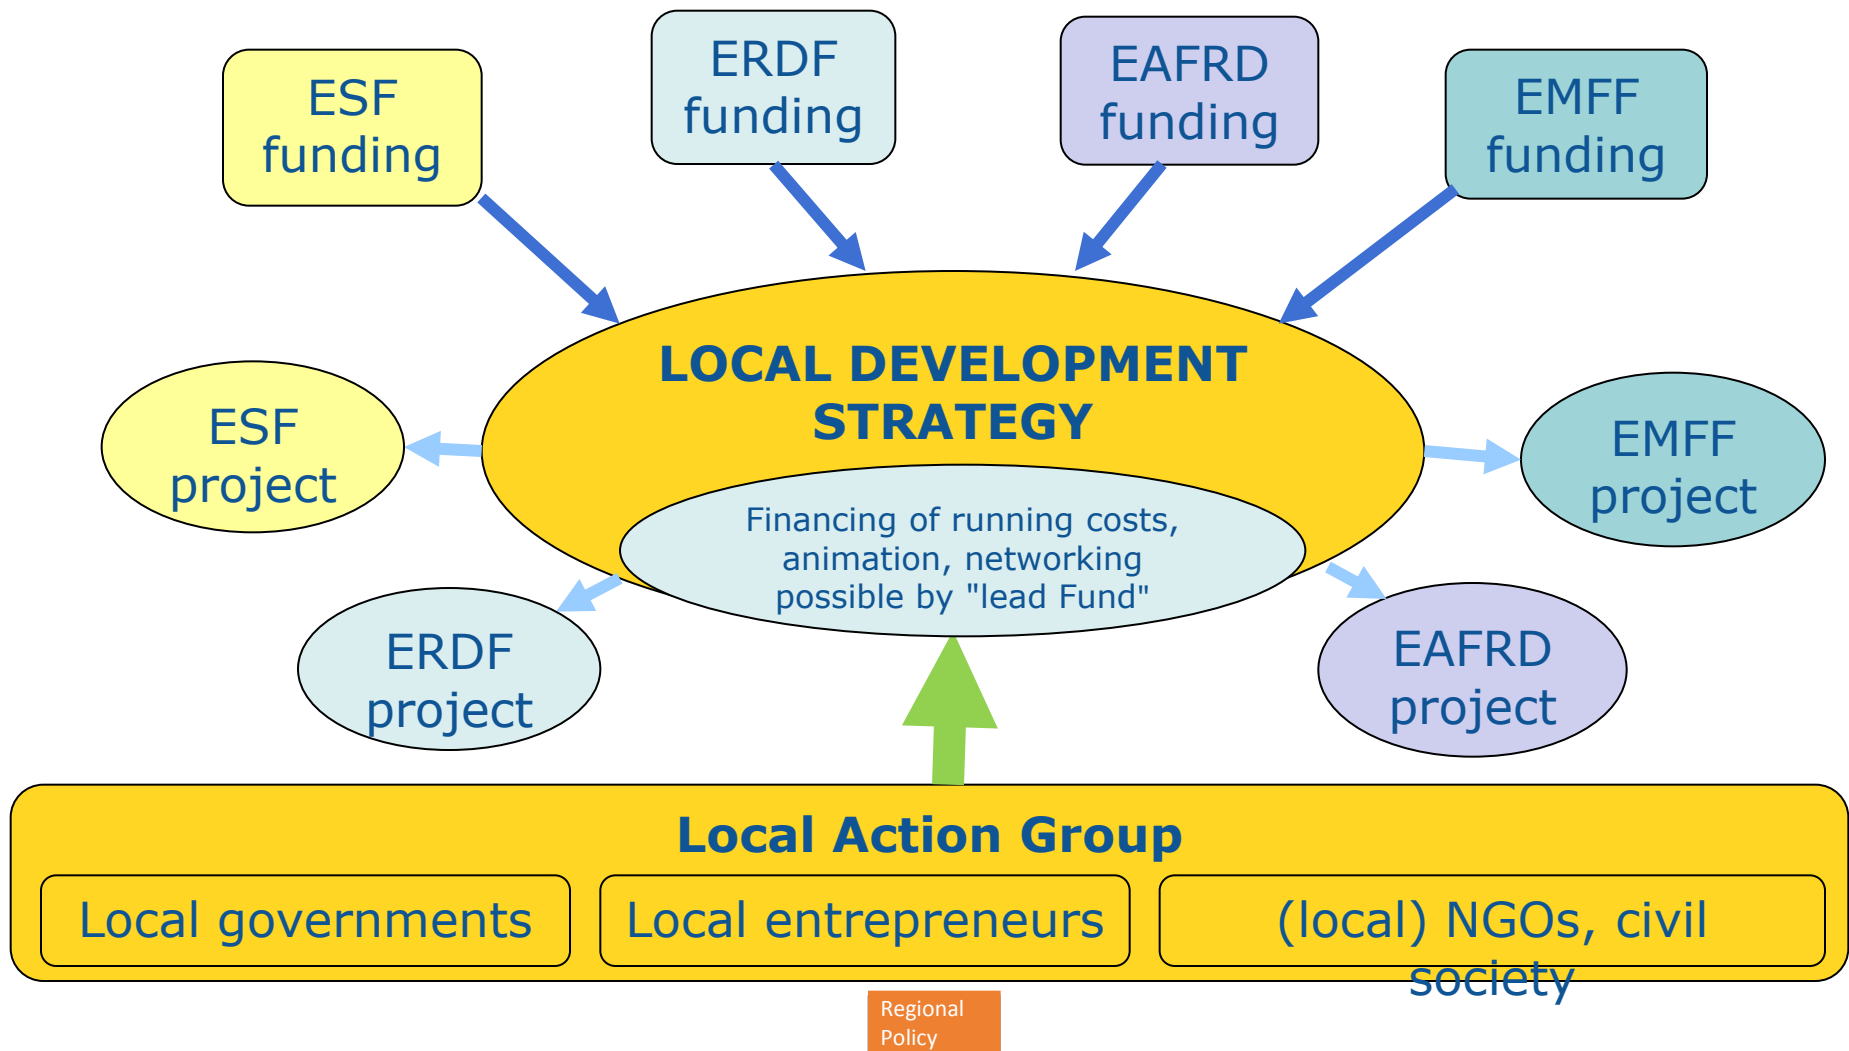 ESF
funding
ERDF
funding
EAFRD
funding
EMFF
funding
LOCAL DEVELOPMENT
STRATEGY
ESF
project
EMFF
project
Financing of running costs,
animation, networking
possible by "lead Fund"
ERDF
project
EAFRD
project
Local Action Group
Local governments
Local entrepreneurs
(local) NGOs, civil
society
Regional
Policy